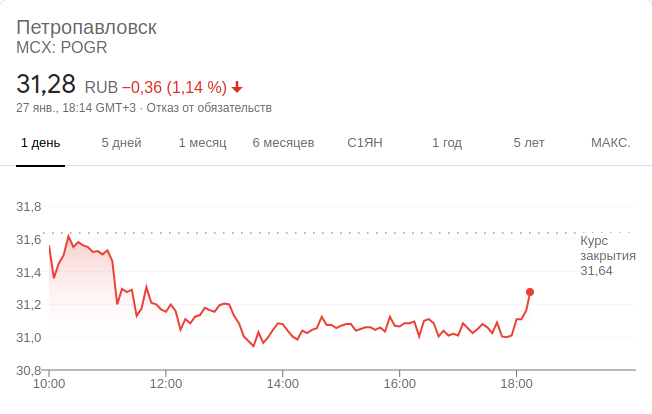 Петропавловск
MCX: POGR
31,28 RUB −0,36 (1,14 %)
27 янв., 18:14 GMT+3 · Отказ от обязательств
1 день 5 дней 1 месяц 6 месяцев С1ЯН 1 год 5 лет МАКС.
31,8
31,6
31,4
31,2
31,0
30,8
Курс
закрытия
31,64
10:00 12:00 14:00 16:00 18:00